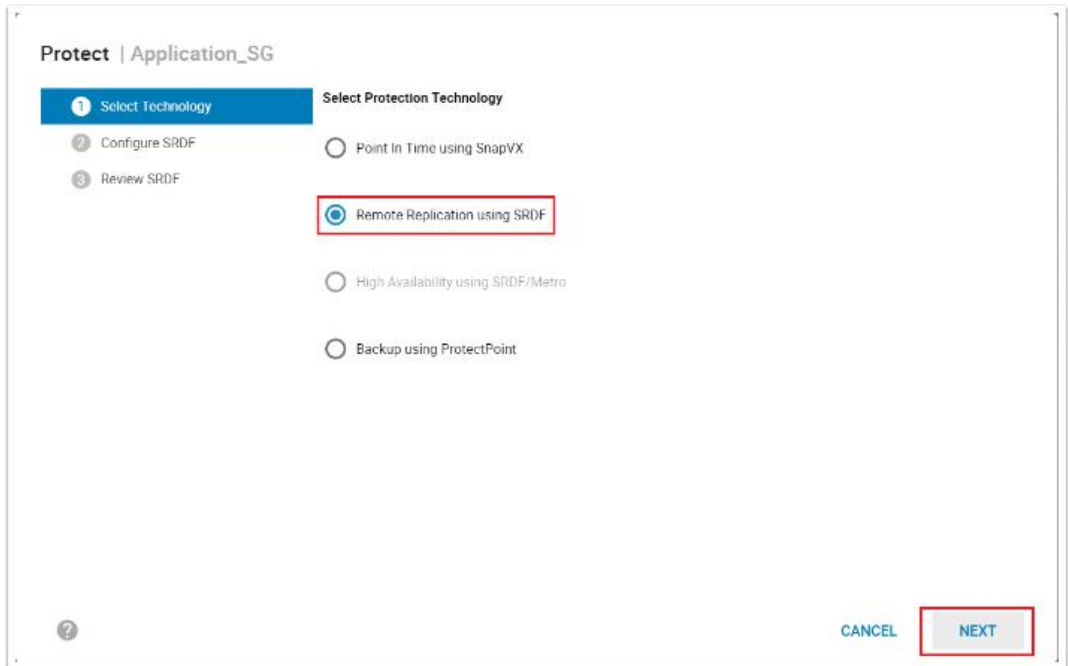 Protect | Application_SG
1 Select Technology
2 Configure SRDF
3 Review SRDF
Select Protection Technology
Point In Time using SnapVX
Remote Replication using SRDF
High Availability using SRDF/Metro
Backup using ProtectPoint
?
CANCEL
NEXT